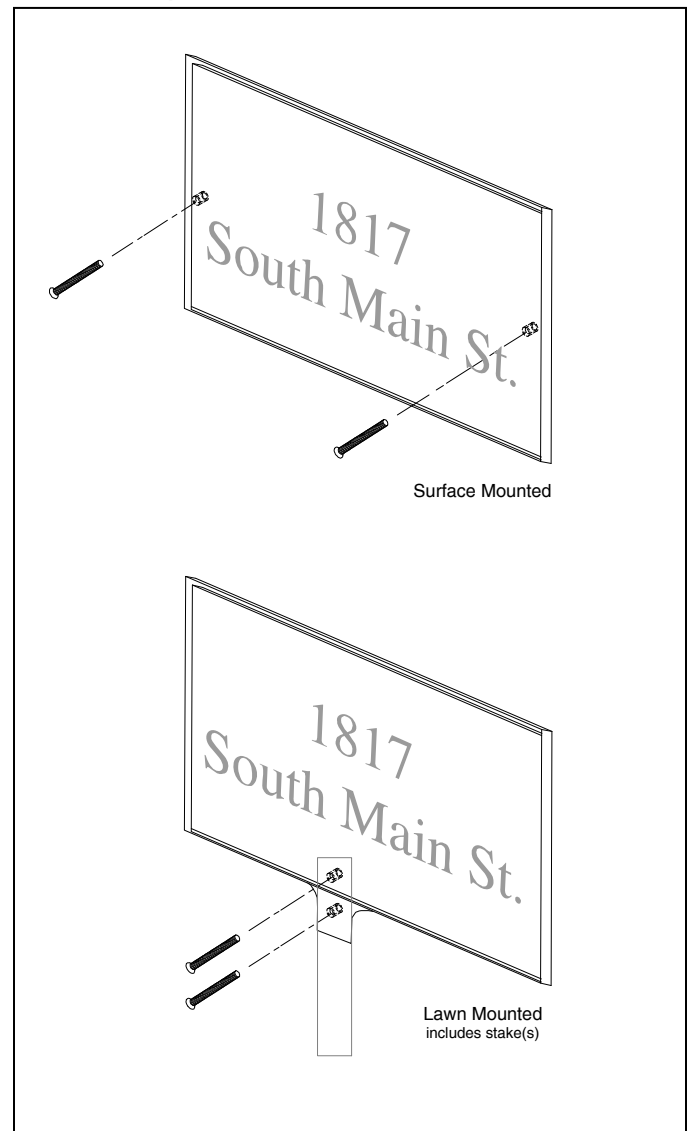 1817
South Main St.
Surface Mounted
1817
South Main St.
Lawn Mounted
includes stake(s)